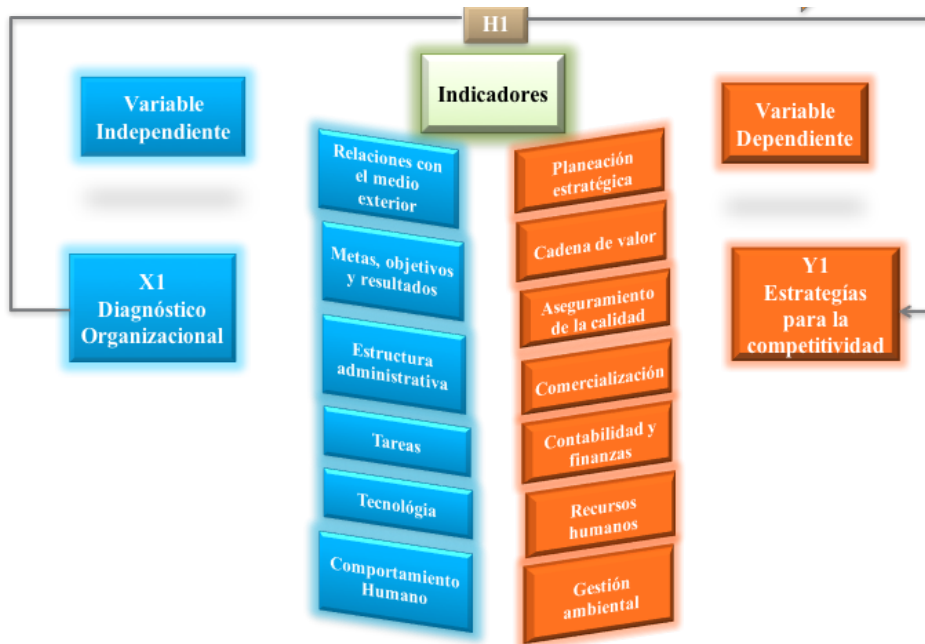 H1
Indicadores
Variable
Independiente
X1
Diagnóstico
Organizacional
Relaciones con
el medio
exterior
Metas, objetivos
y resultados
Estructura
administrativa
Tareas
Tecnológia
Comportamiento
Humano
Planeación
estratégica
Cadena de valor
Aseguramiento
de la calidad
Comercialización
Contabilidad y
finanzas
Recursos
humanos
Gestión
ambiental
Variable
Dependiente
Y1
Estrategías
para la
competitividad